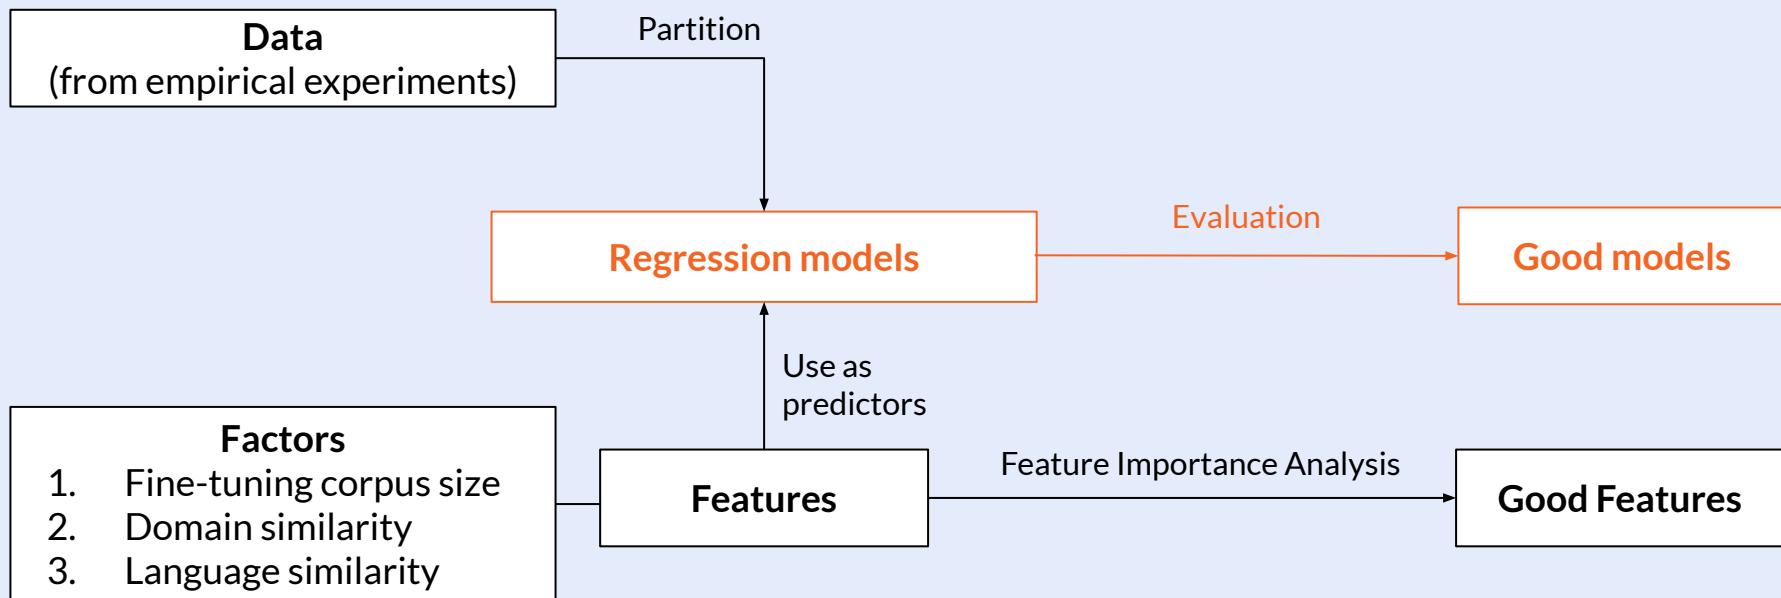 Data
(from empirical experiments)
Partition
Regression models
Evaluation
Good models
Use as
predictors
Factors
1. Fine-tuning corpus size
2. Domain similarity
3. Language similarity
Features
Feature Importance Analysis
Good Features